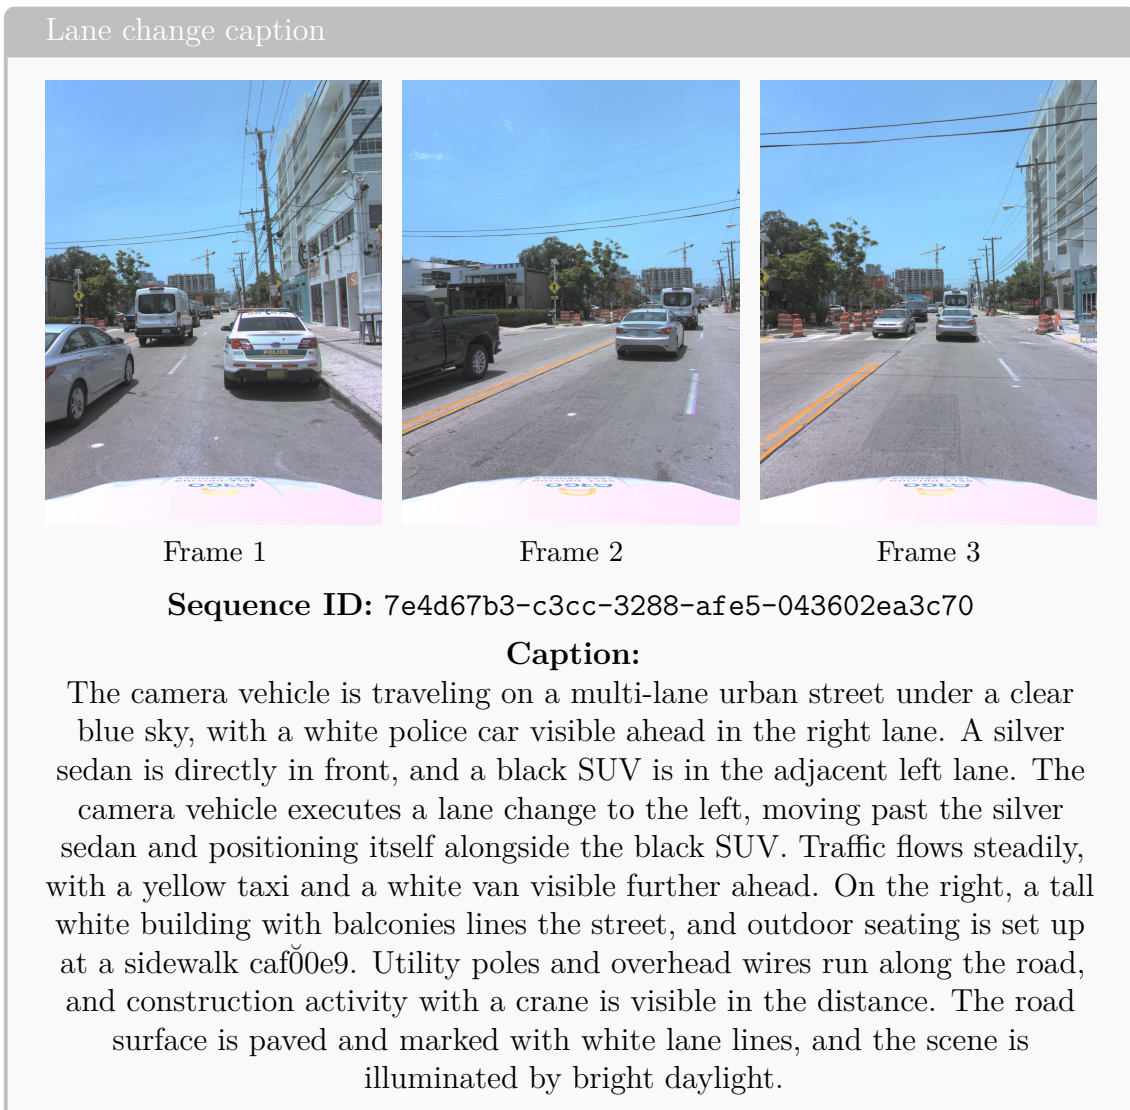 Lane change caption
POLICE
Frame 1
Frame 2
Frame 3
Sequence ID: 7e4d67b3-c3cc-3288-afe5-043602ea3c70
Caption:
The camera vehicle is traveling on a multi-lane urban street under a clear
blue sky, with a white police car visible ahead in the right lane. A silver
sedan is directly in front, and a black SUV is in the adjacent left lane. The
camera vehicle executes a lane change to the left, moving past the silver
sedan and positioning itself alongside the black SUV. Traffic flows steadily,
with a yellow taxi and a white van visible further ahead. On the right, a tall
white building with balconies lines the street, and outdoor seating is set up
at a sidewalk caf0̆0e9. Utility poles and overhead wires run along the road,
and construction activity with a crane is visible in the distance. The road
surface is paved and marked with white lane lines, and the scene is
illuminated by bright daylight.